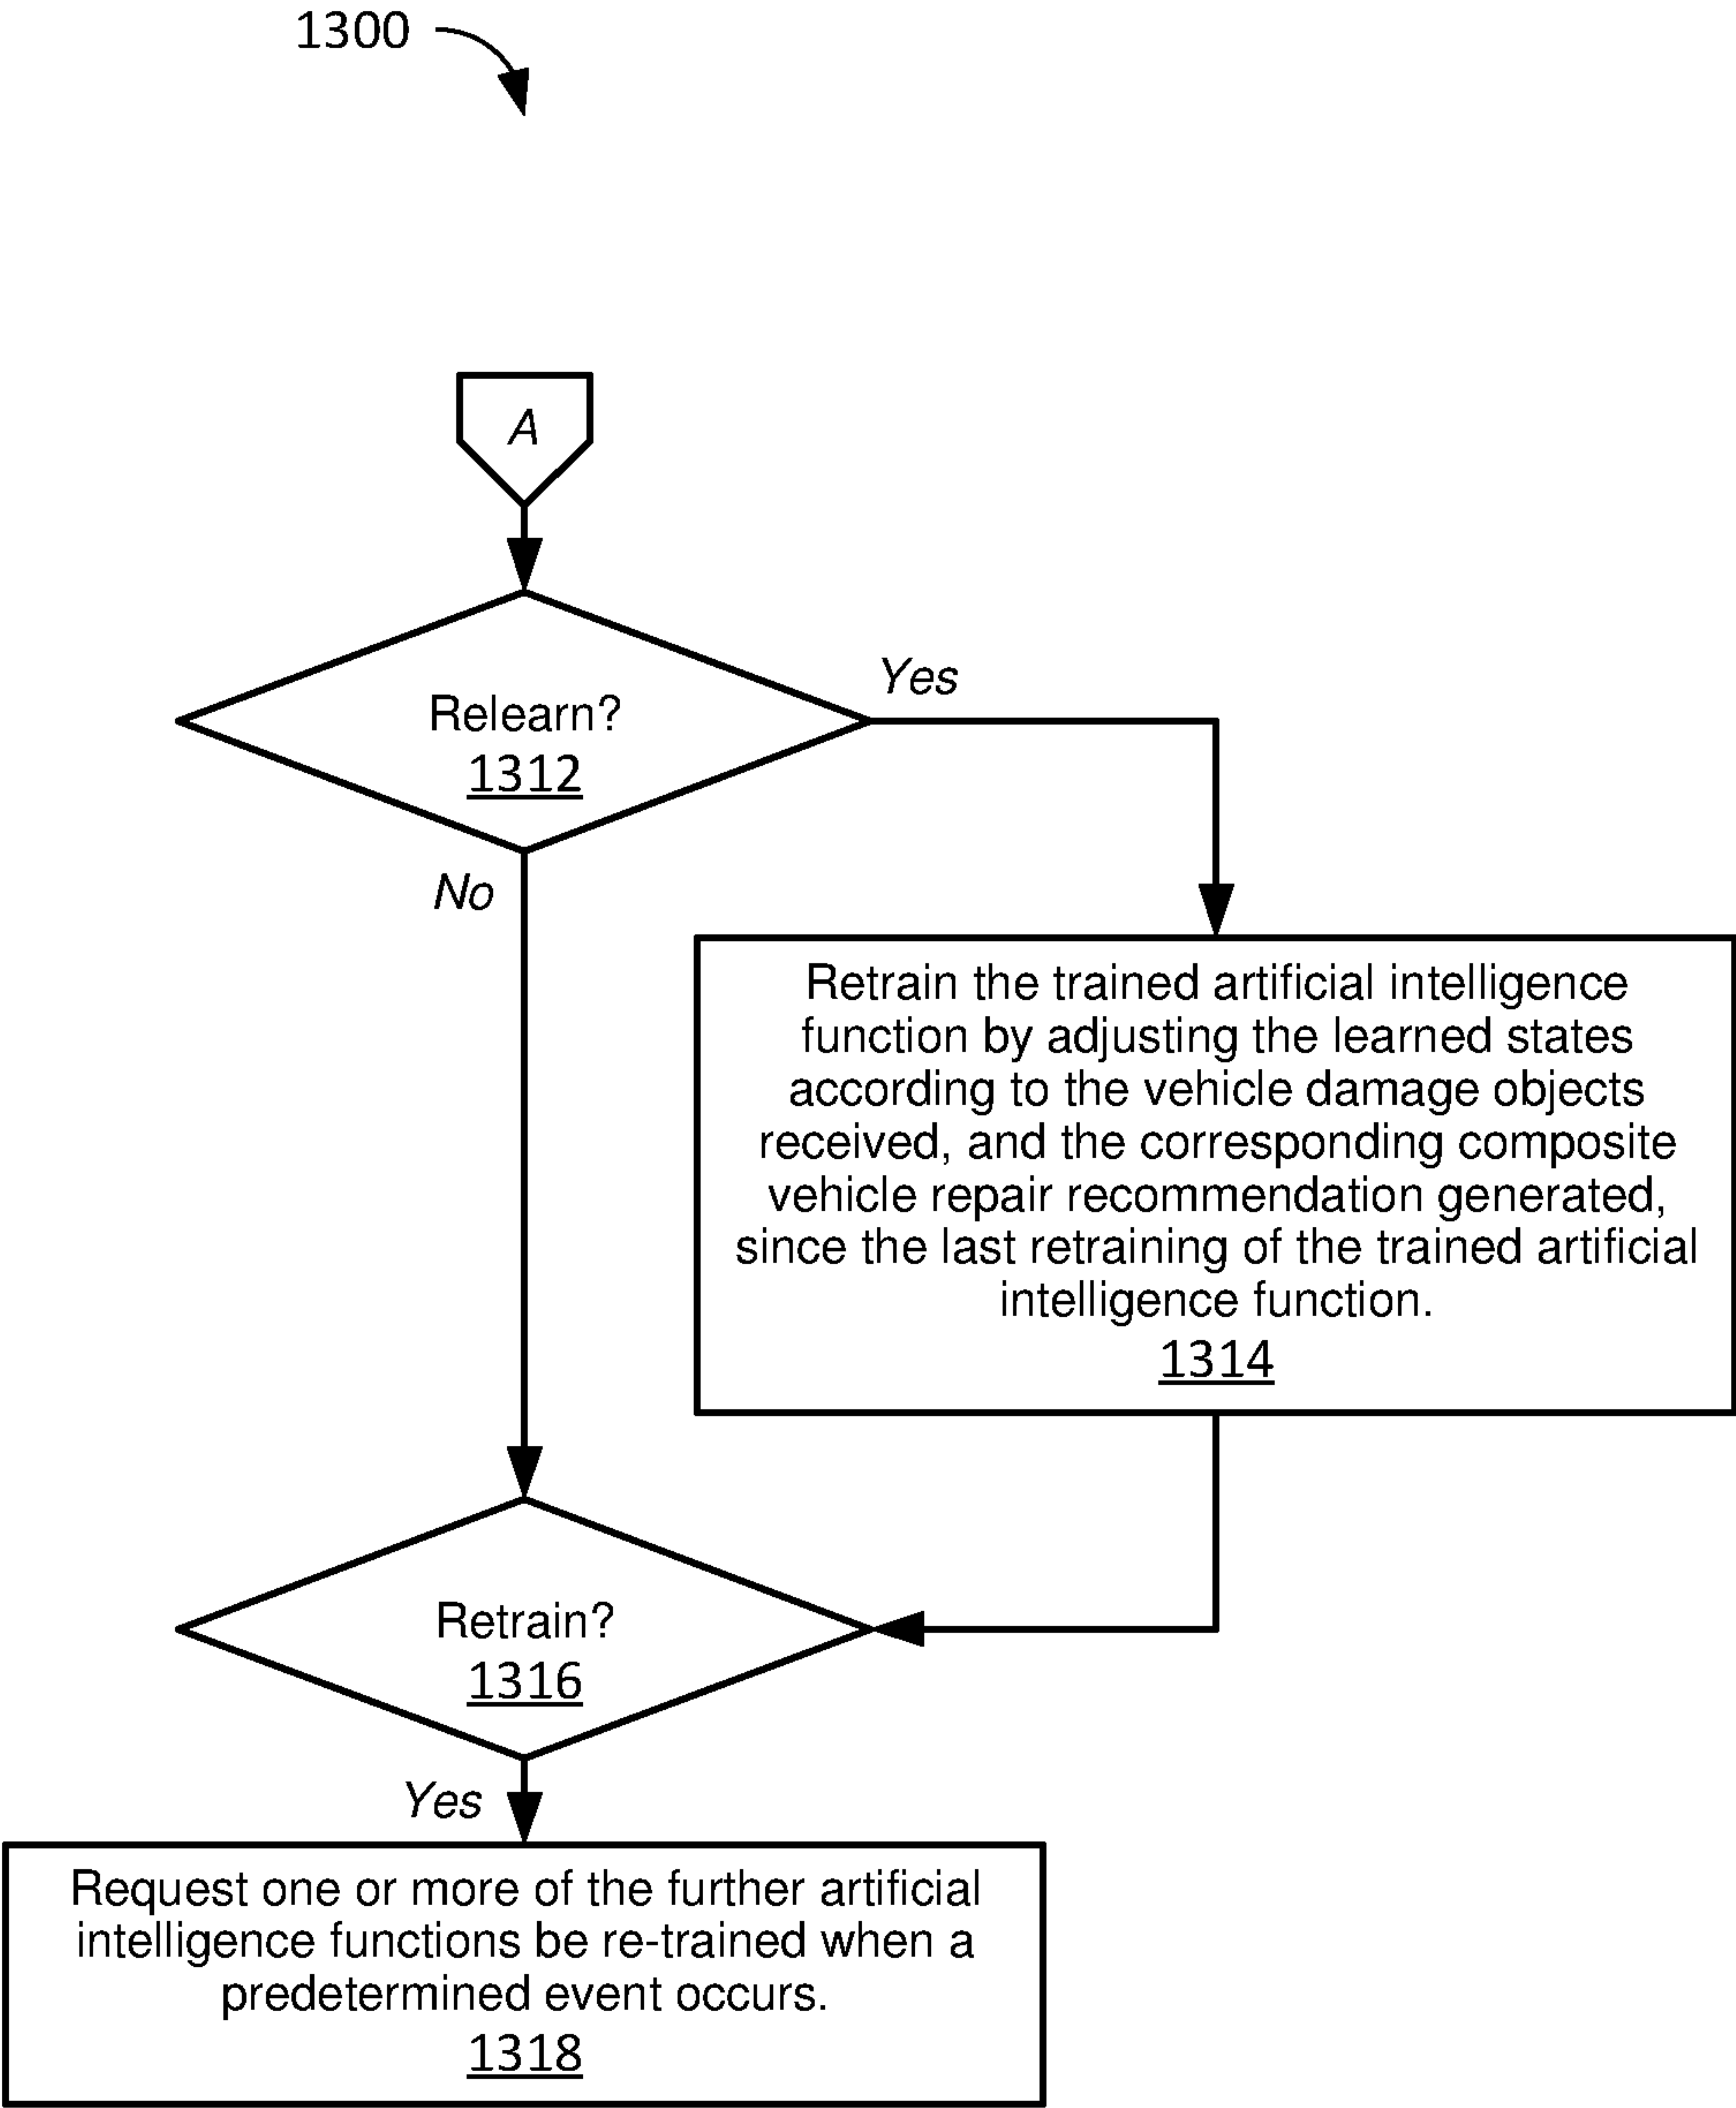 1300
A
Relearn?
1312
Yes
No
Retrain the trained artificial intelligence
function by adjusting the learned states
according to the vehicle damage objects
received, and the corresponding composite
vehicle repair recommendation generated,
since the last retraining of the trained artificial
intelligence function.
1314
Retrain?
1316
Yes
Request one or more of the further artificial
intelligence functions be re-trained when a
predetermined event occurs.
1318